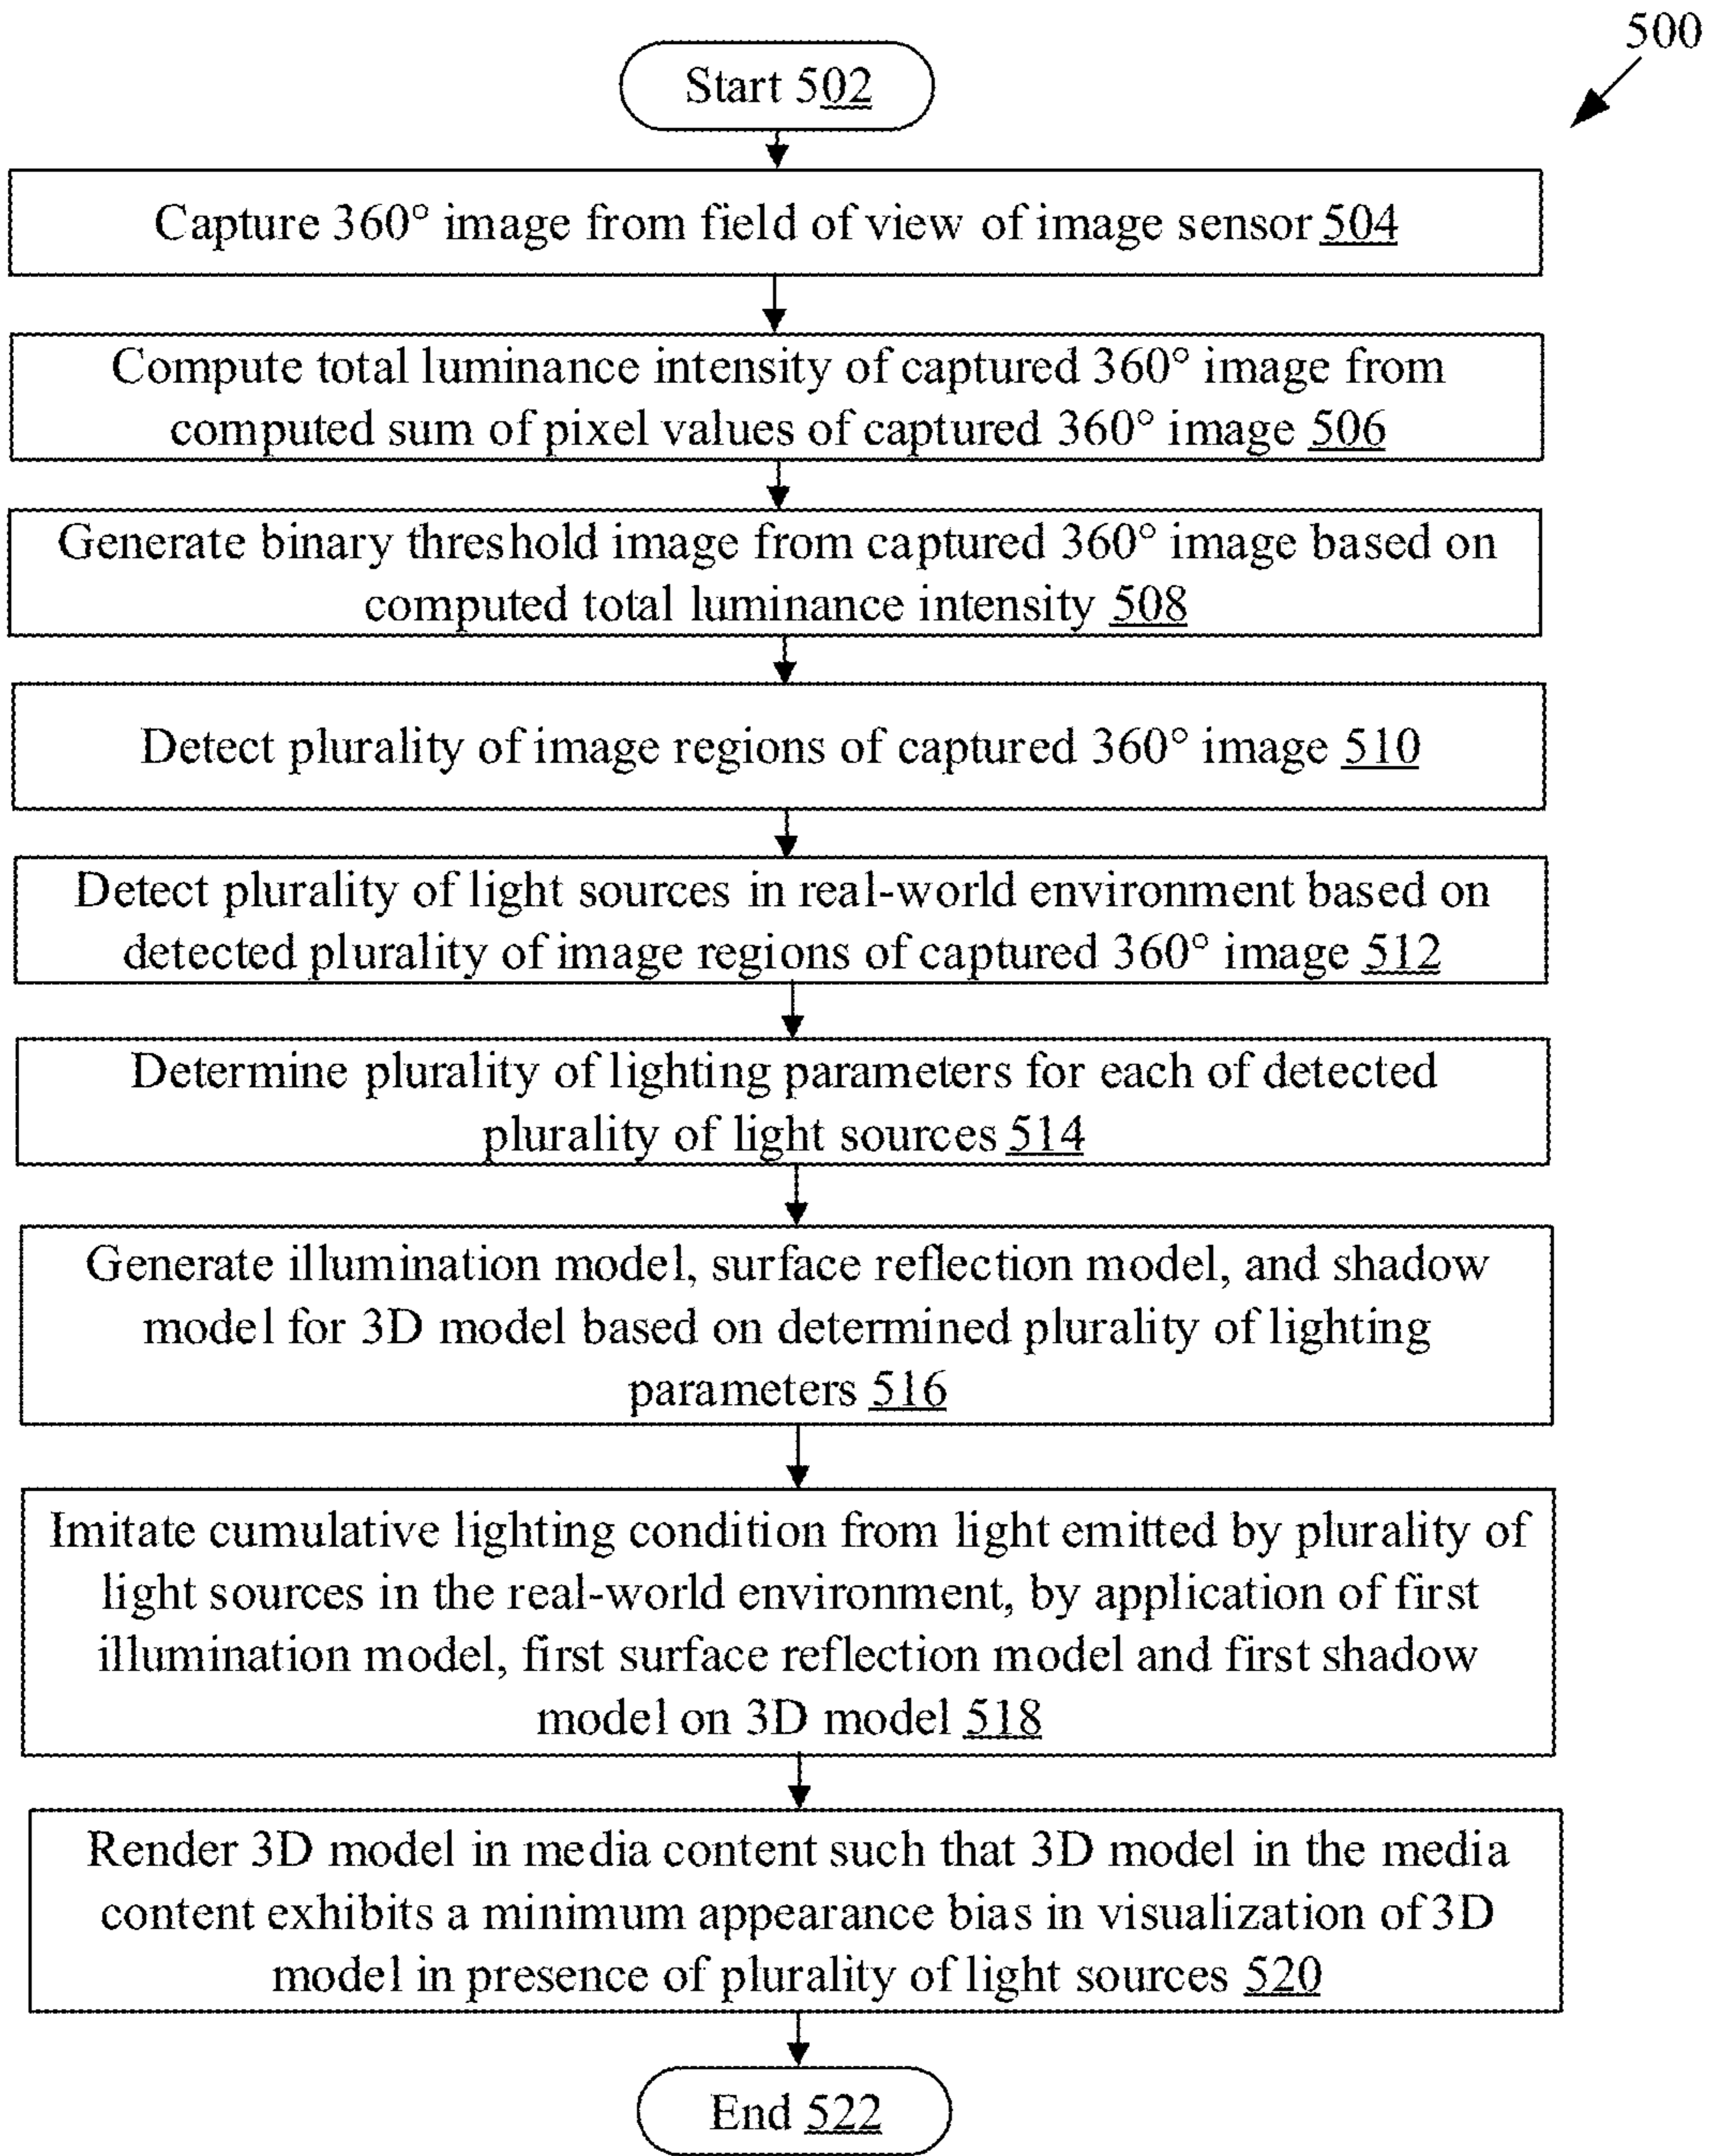 500
Start 502
Capture 360° image from field of view of image sensor 504
Compute total luminance intensity of captured 360° image from
computed sum of pixel values of captured 360° image 506
Generate binary threshold image from captured 360° image based on
computed total luminance intensity 508
Detect plurality of image regions of captured 360° image 510
Detect plurality of light sources in real-world environment based on
detected plurality of image regions of captured 360° image 512
Determine plurality of lighting parameters for each of detected
plurality of light sources 514
Generate illumination model, surface reflection model, and shadow
model for 3D model based on determined plurality of lighting
parameters 516
Imitate cumulative lighting condition from light emitted by plurality of
light sources in the real-world environment, by application of first
illumination model, first surface reflection model and first shadow
model on 3D model 518
Render 3D model in media content such that 3D model in the media
content exhibits a minimum appearance bias in visualization of 3D
model in presence of plurality of light sources 520
End 522